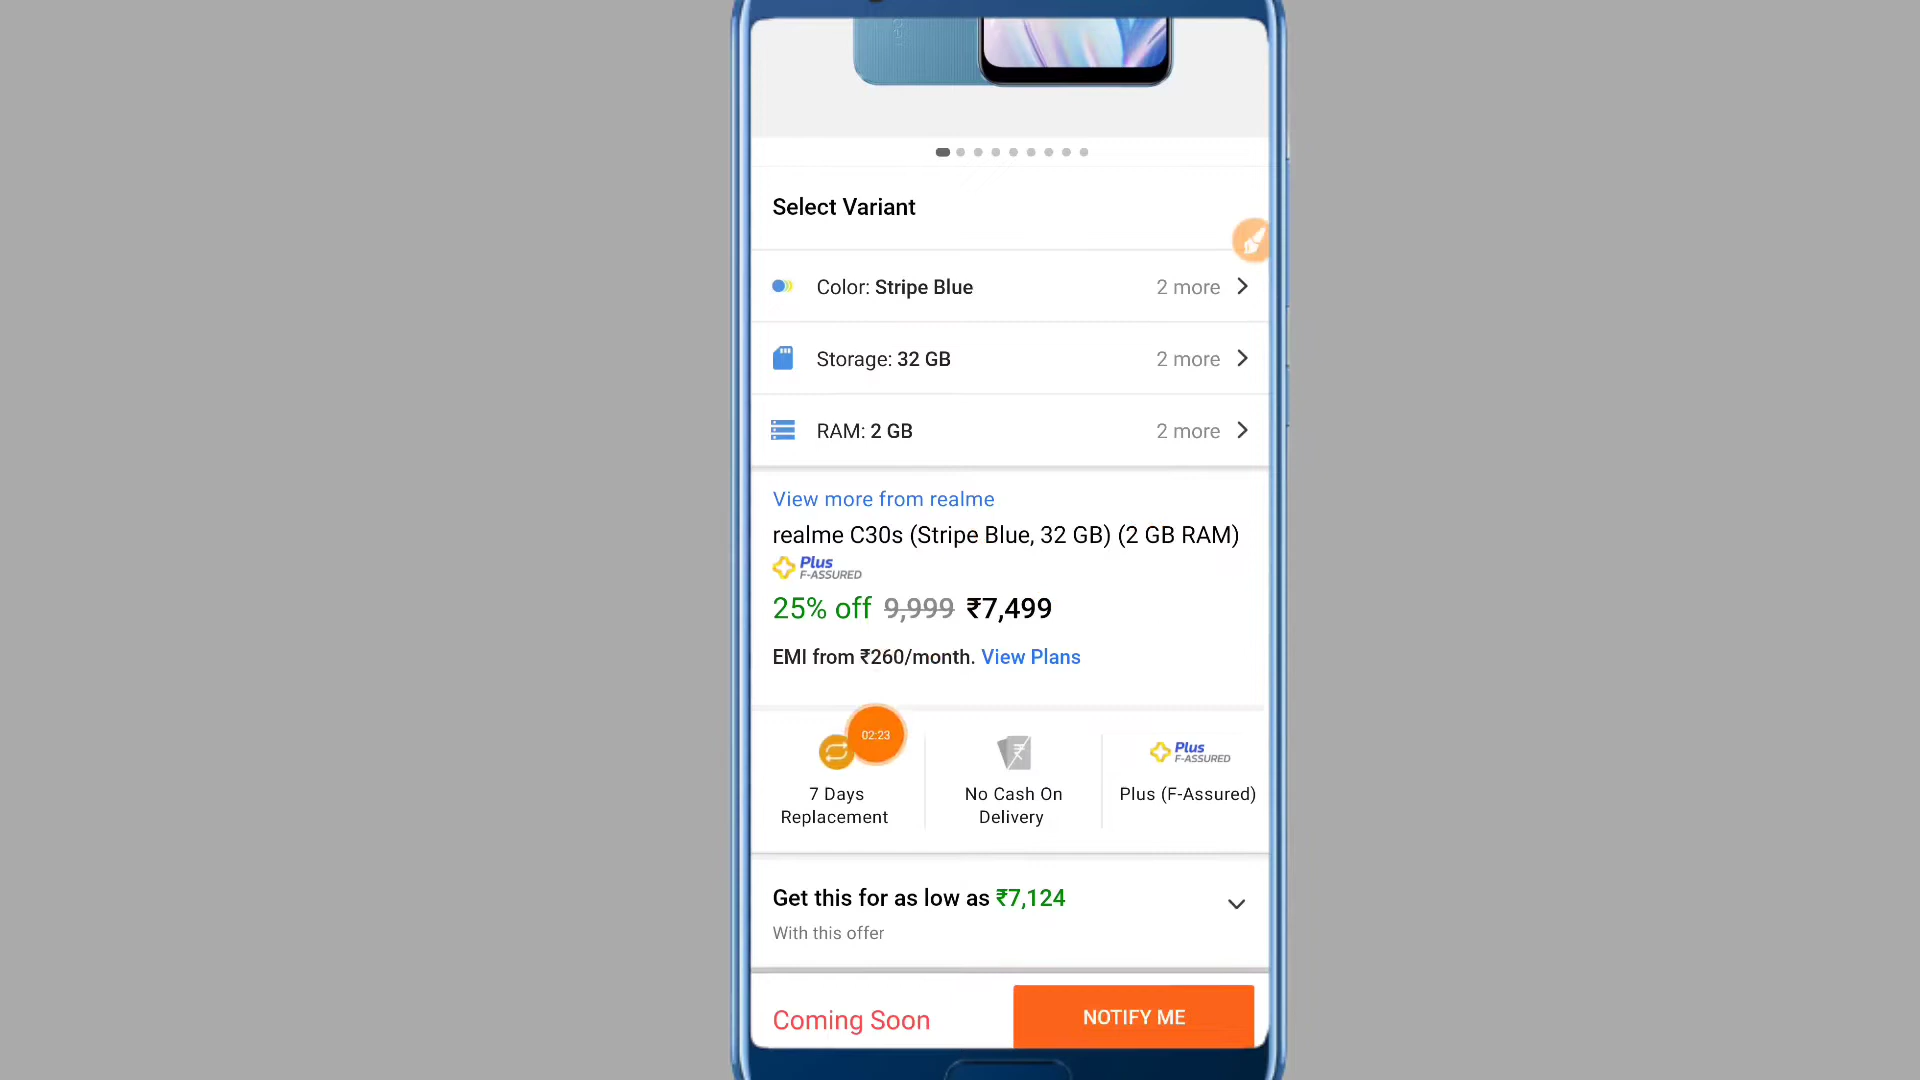 Select Variant
Color: Stripe Blue 2 more
Storage: 32 GB 2 more
RAM: 2 GB 2 more
View more from realme
realme C30s (Stripe Blue, 32 GB) (2 GB RAM)
Plus
F-ASSURED
25% off 9,999 ₹7,499
EMI from ₹260/month. View Plans
02:23
Plus
F-ASSURED
7 Days
Replacement
No Cash On
Delivery
Plus (F-Assured)
Get this for as low as ₹7,124
With this offer
Coming Soon
NOTIFY ME